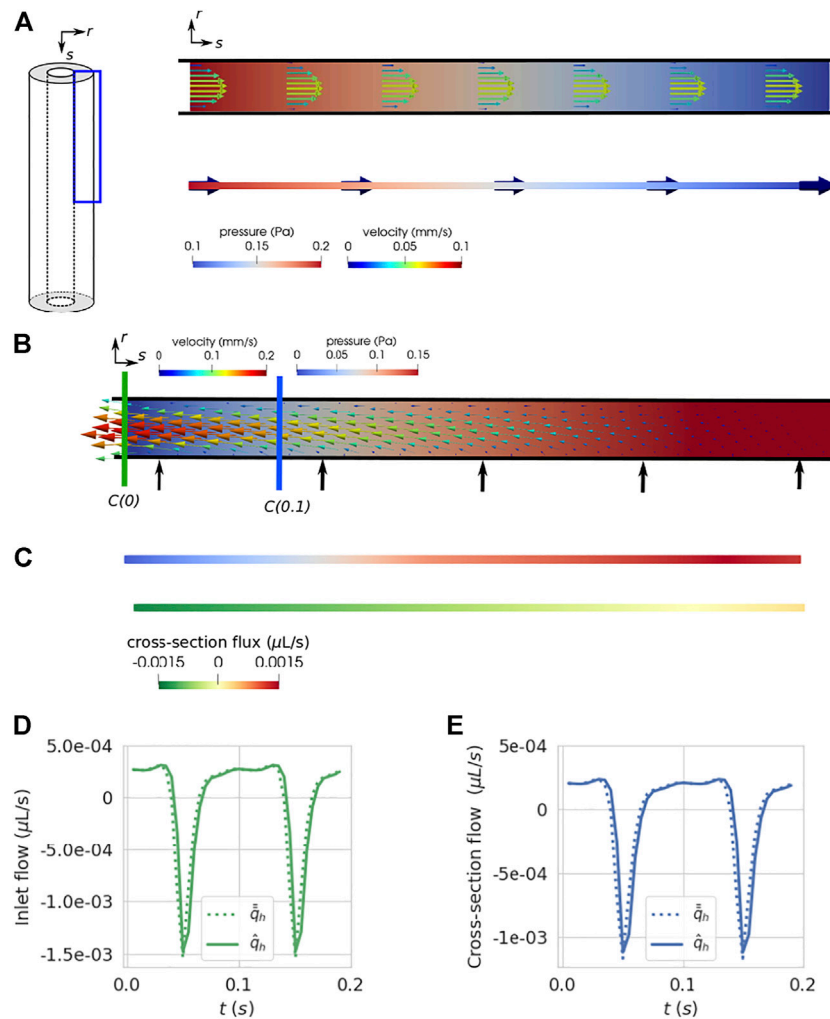 A
r
s
r
s
pressure (Pa)
velocity (mm/s)
0.1 0.15 0.2
0 0.05 0.1
B
r
s
velocity (mm/s)
pressure (Pa)
0 0.1 0.2
0 0.05 0.1 0.15
C(0)
C(0.1)
C
cross-section flux (μL/s)
-0.0015 0 0.0015
D
E
5.0e-04
0
-5.0e-04
-1.0e-03
-1.5e-03
Inlet flow (μL/s)
q̿h
q̂h
0.0 0.1 0.2
t (s)
5e-04
0
-5e-04
-1e-03
Cross-section flow (μL/s)
q̿h
q̂h
0.0 0.1 0.2
t (s)